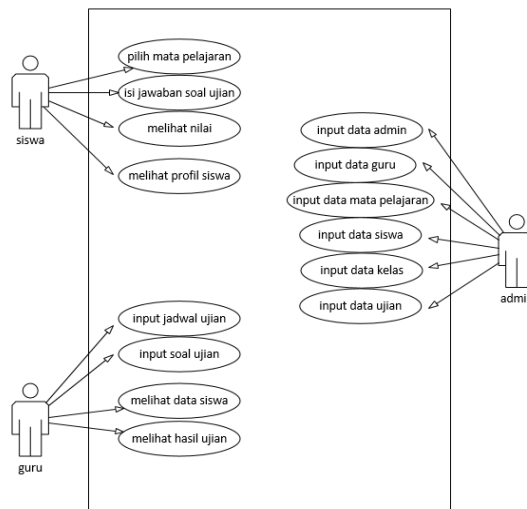 pilih mata pelajaran
isi jawaban soal ujian
melihat nilai
melihat profil siswa
siswa
input data admin
input data guru
input data mata pelajaran
input data siswa
input data kelas
input data ujian
admi
input jadwal ujian
input soal ujian
melihat data siswa
melihat hasil ujian
guru